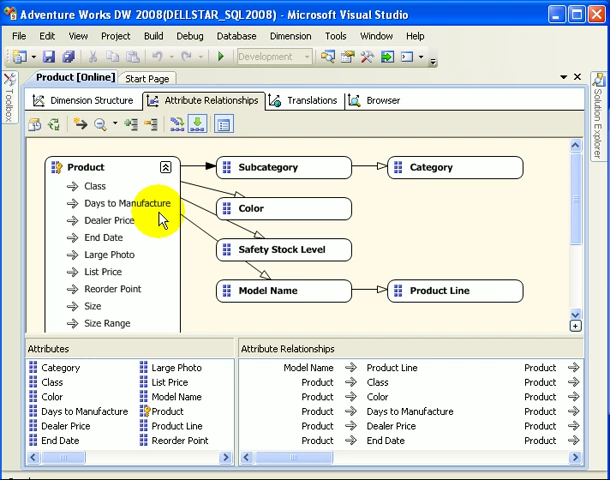 Adventure Works DW 2008(DELLSTAR_SQL2008) - Microsoft Visual Studio
File Edit View Project Build Debug Database Dimension Tools Window Help
Development
Product [Online] Start Page
Toolbox
Solution Explorer
Dimension Structure Attribute Relationships Translations Browser
Product
Class
Days to Manufacture
Dealer Price
End Date
Large Photo
List Price
Reorder Point
Size
Size Range
Subcategory
Category
Color
Safety Stock Level
Model Name
Product Line
Attributes
Category
Class
Color
Days to Manufacture
Dealer Price
End Date
Large Photo
List Price
Model Name
Product
Product Line
Reorder Point
Attribute Relationships
Model Name Product Line Product
Product Class Product
Product Color Product
Product Days to Manufacture Product
Product Dealer Price Product
Product End Date Product